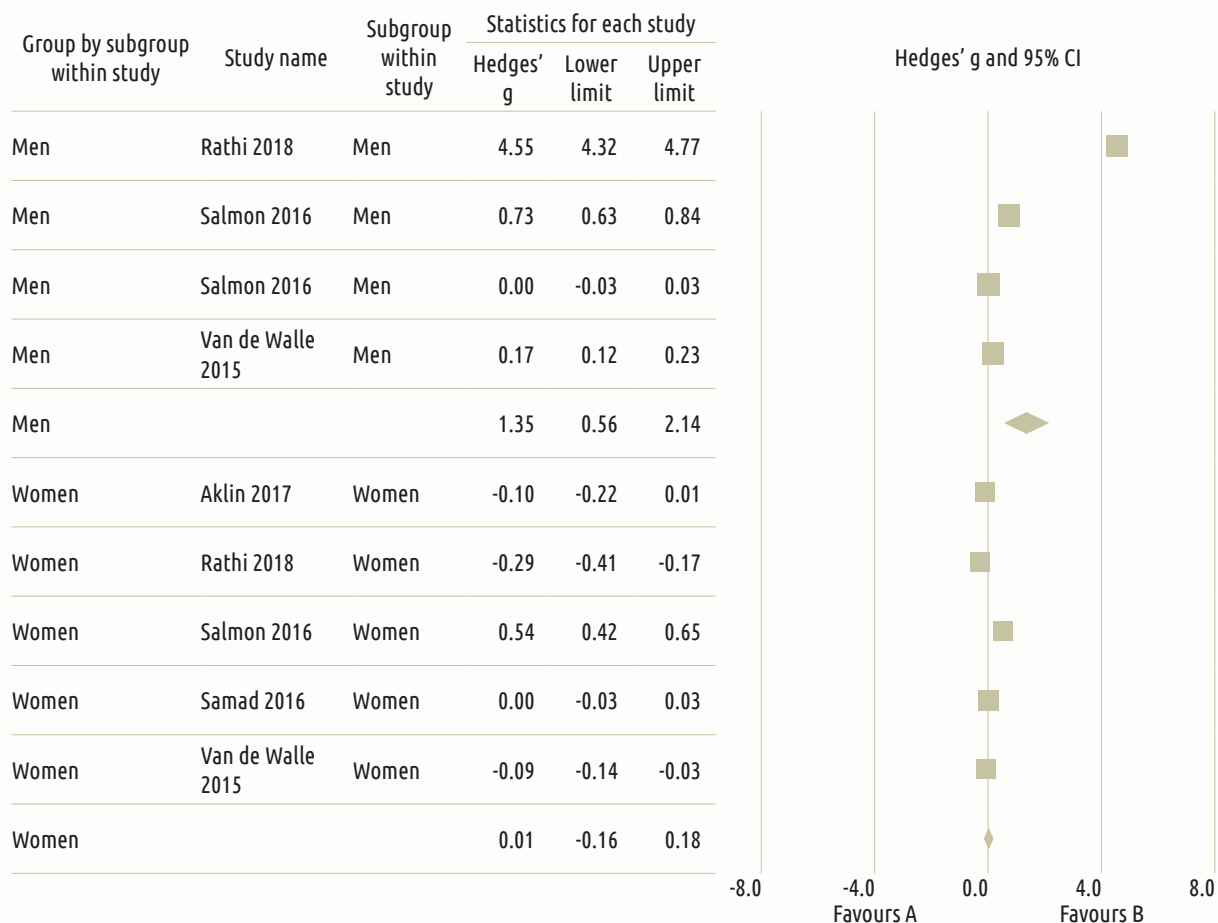 Group by subgroup within study Study name Subgroup within study Statistics for each study Hedges' g and 95% CI
Hedges' g Lower limit Upper limit
Men Rathi 2018 Men 4.55 4.32 4.77
Men Salmon 2016 Men 0.73 0.63 0.84
Men Salmon 2016 Men 0.00 -0.03 0.03
Men Van de Walle 2015 Men 0.17 0.12 0.23
Men 1.35 0.56 2.14
Women Aklin 2017 Women -0.10 -0.22 0.01
Women Rathi 2018 Women -0.29 -0.41 -0.17
Women Salmon 2016 Women 0.54 0.42 0.65
Women Samad 2016 Women 0.00 -0.03 0.03
Women Van de Walle 2015 Women -0.09 -0.14 -0.03
Women 0.01 -0.16 0.18
-8.0 -4.0 0.0 4.0 8.0
Favours A Favours B